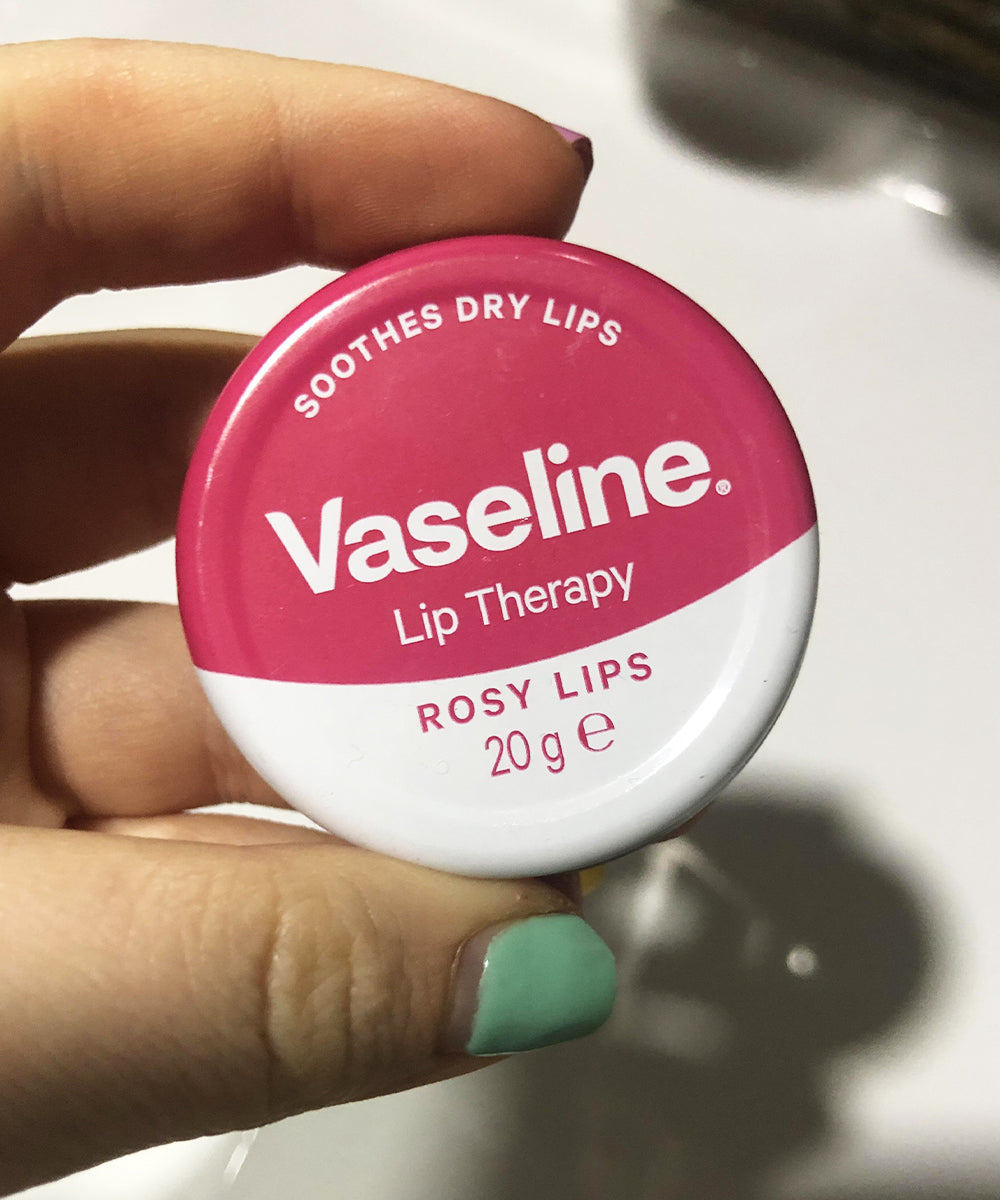 SOOTHES DRY LIPS
Vaseline®
Lip Therapy
ROSY LIPS
20 g ℮